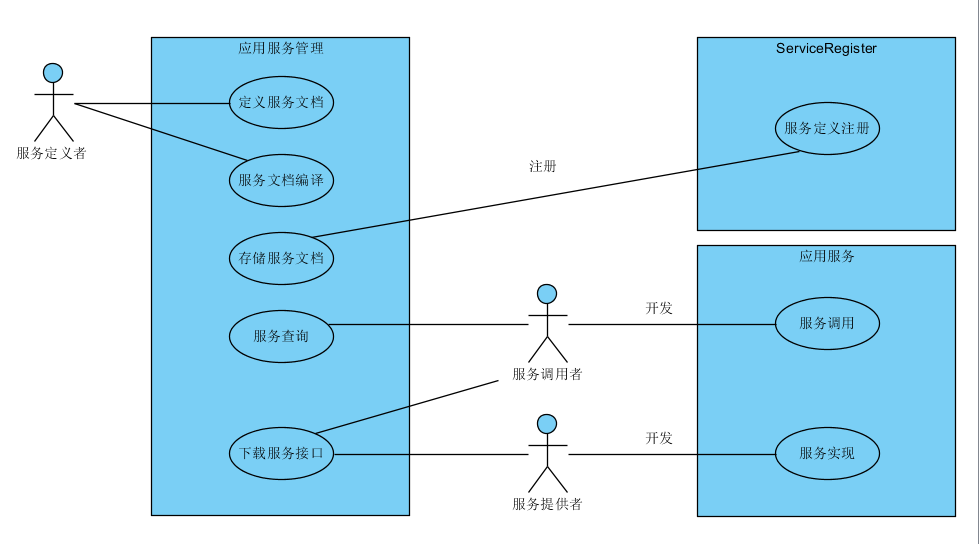 应用服务管理
ServiceRegister
定义服务文档
服务定义注册
服务定义者
注册
服务文档编译
存储服务文档
应用服务
开发
服务查询
服务调用
服务调用者
开发
下载服务接口
服务实现
服务提供者